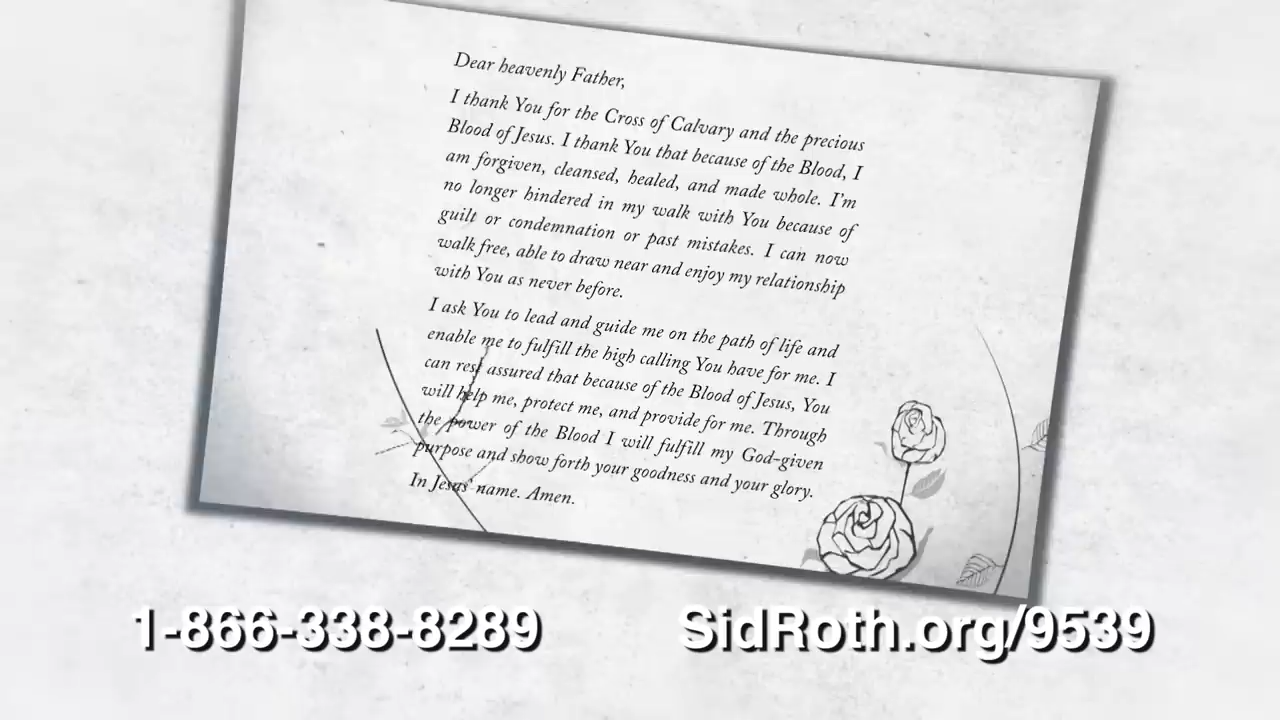 Dear heavenly Father,
I thank You for the Cross of Calvary and the precious
Blood of Jesus. I thank You that because of the Blood, I
am forgiven, cleansed, healed, and made whole. I'm
no longer hindered in my walk with You because of
guilt or condemnation or past mistakes. I can now
walk free, able to draw near and enjoy my relationship
with You as never before.
I ask You to lead and guide me on the path of life and
enable me to fulfill the high calling You have for me. I
can rest assured that because of the Blood of Jesus, You
will help me, protect me, and provide for me. Through
the power of the Blood I will fulfill my God-given
purpose and show forth your goodness and your glory.
In Jesus' name. Amen.
1-866-338-8289
SidRoth.org/9539